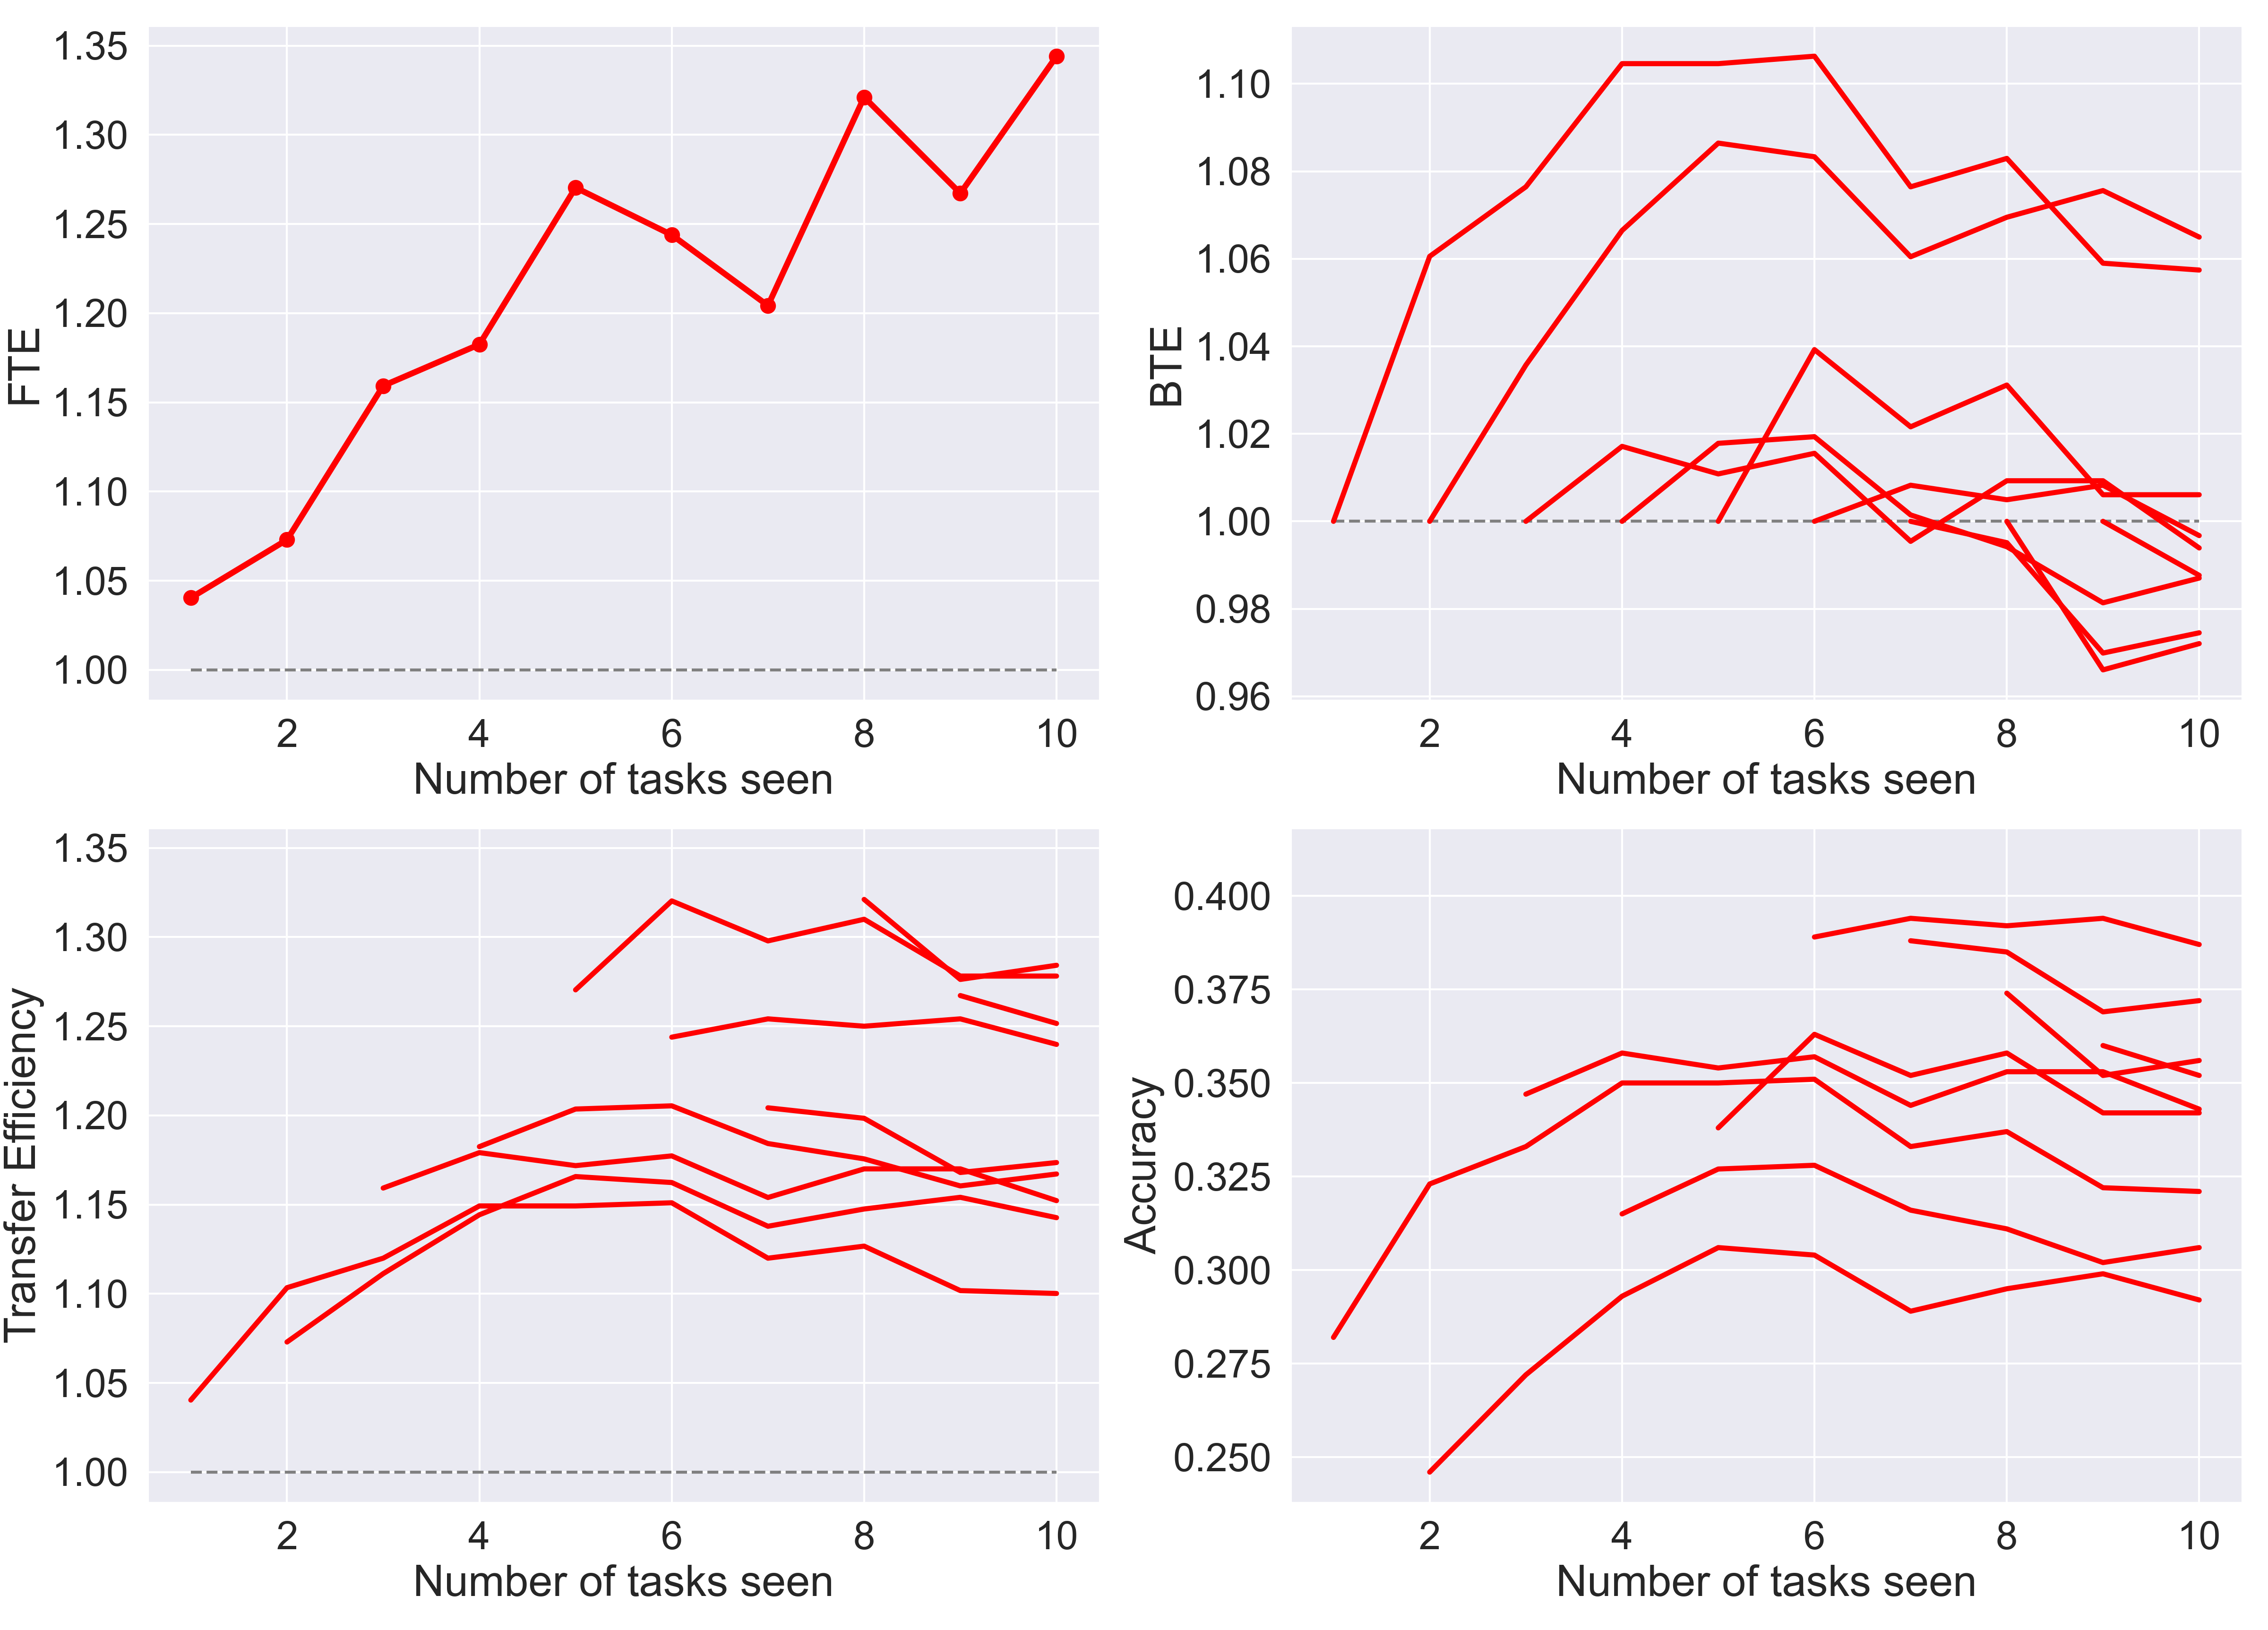 FTE
1.35
1.30
1.25
1.20
1.15
1.10
1.05
1.00
2 4 6 8 10
Number of tasks seen
BTE
1.10
1.08
1.06
1.04
1.02
1.00
0.98
0.96
2 4 6 8 10
Number of tasks seen
Transfer Efficiency
1.35
1.30
1.25
1.20
1.15
1.10
1.05
1.00
2 4 6 8 10
Number of tasks seen
Accuracy
0.400
0.375
0.350
0.325
0.300
0.275
0.250
2 4 6 8 10
Number of tasks seen